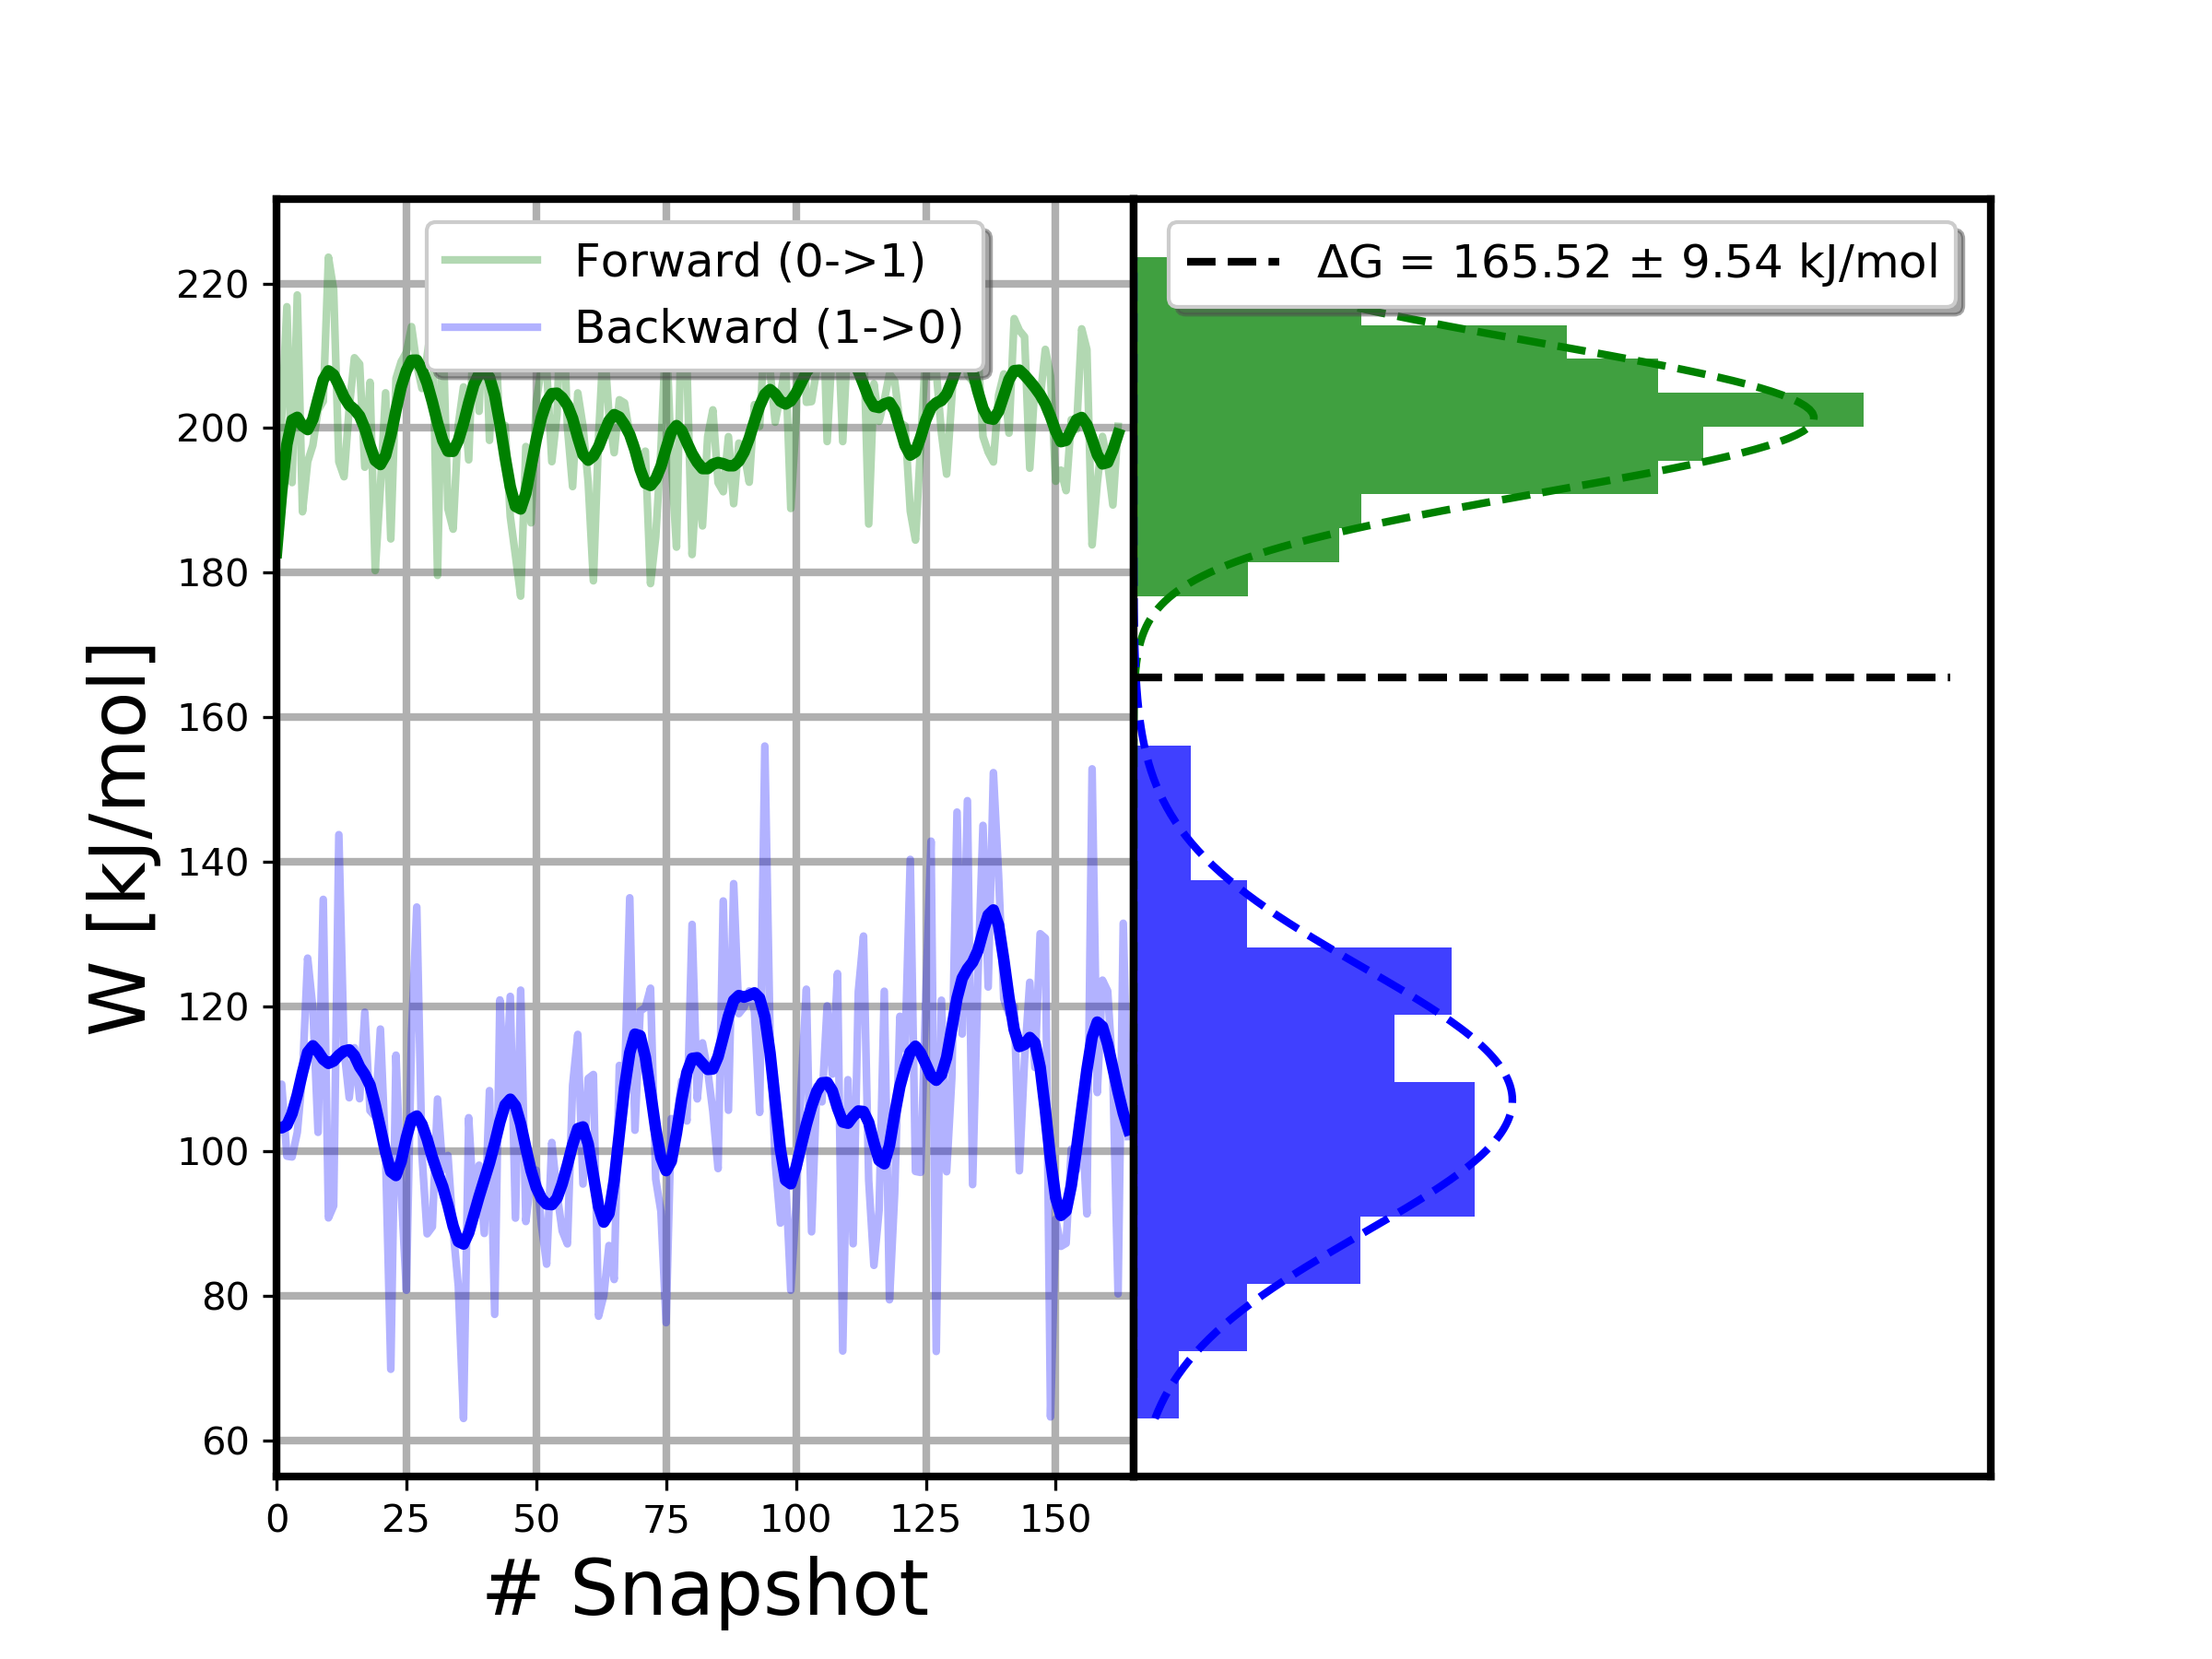 Forward (0->1)
Backward (1->0)
ΔG = 165.52 ± 9.54 kJ/mol
W [kJ/mol]
220
200
180
160
140
120
100
80
60
0 25 50 75 100 125 150
# Snapshot